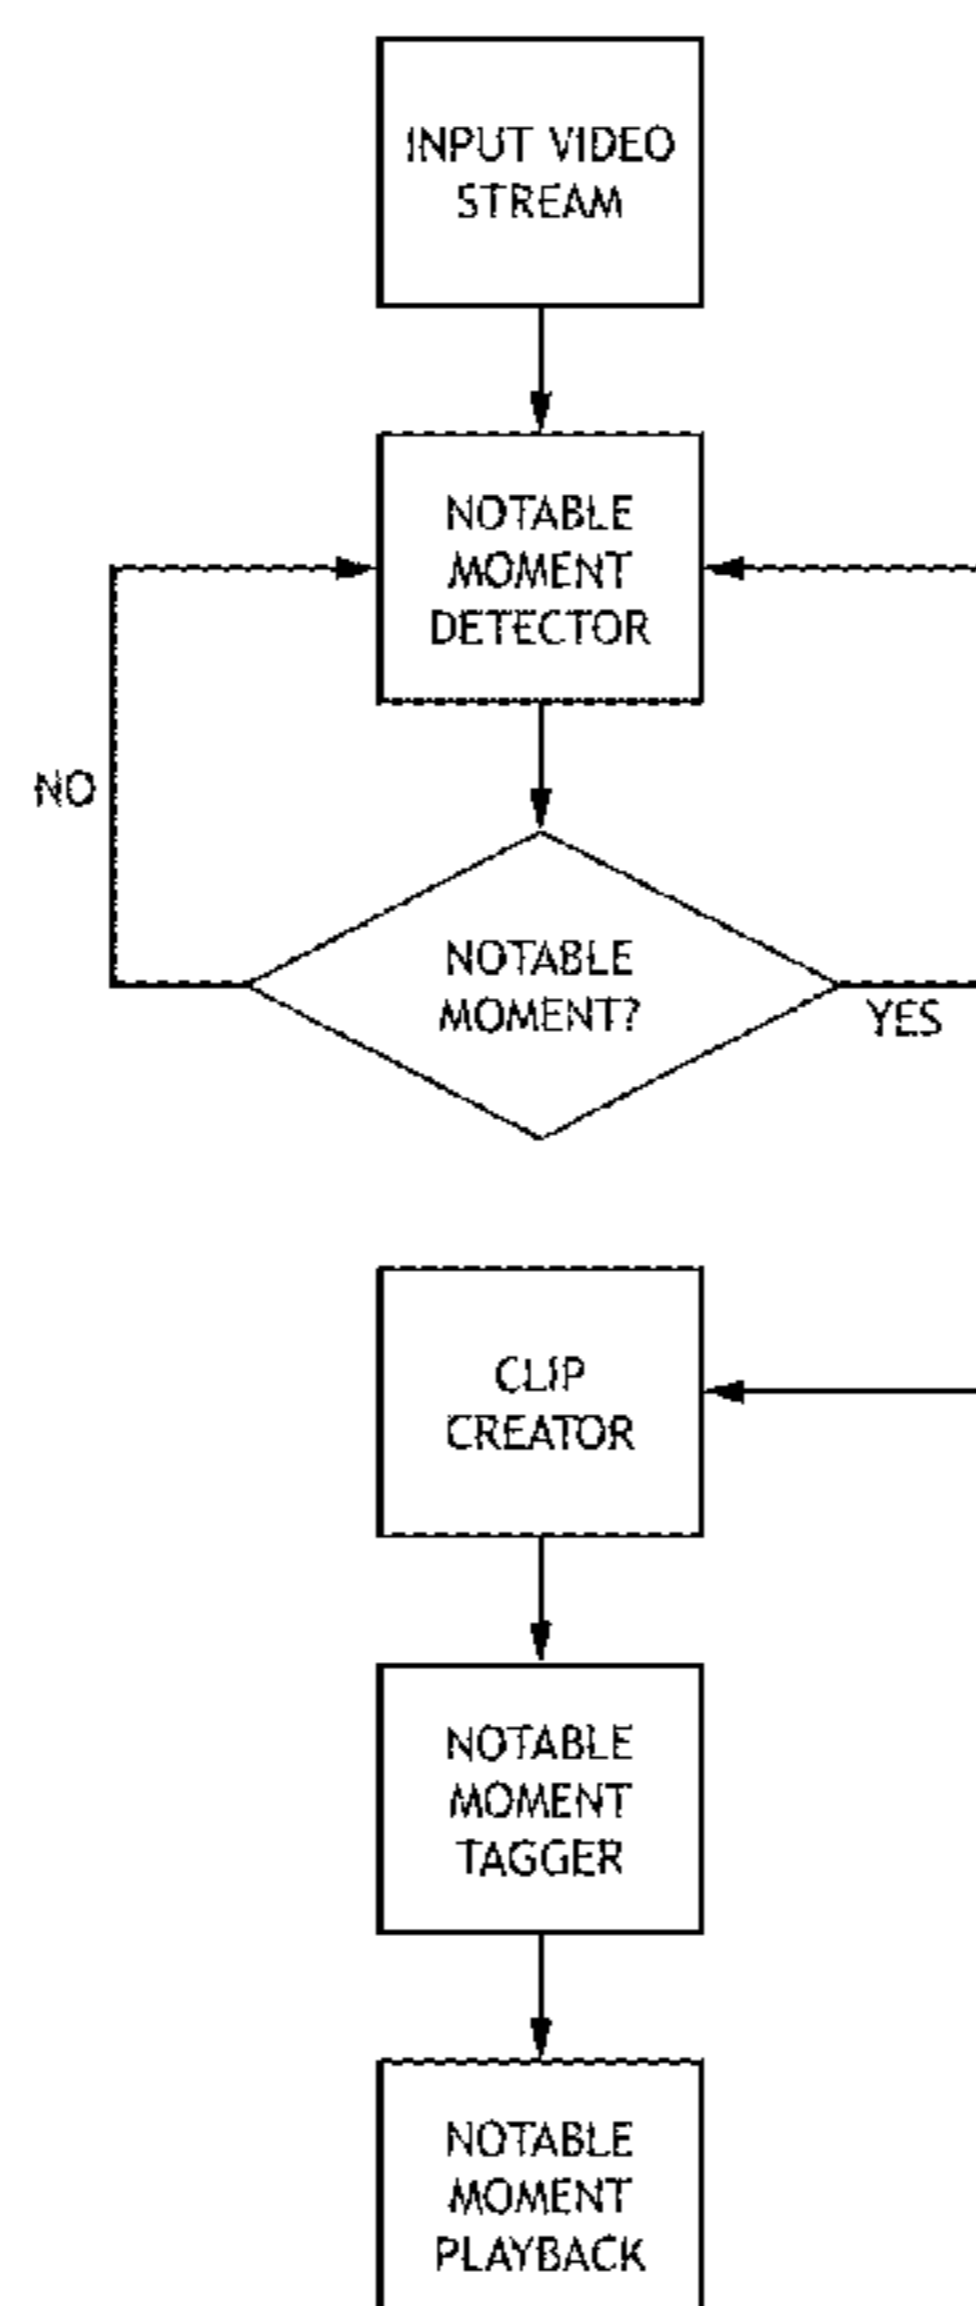 INPUT VIDEO
STREAM
NOTABLE
MOMENT
DETECTOR
NO
NOTABLE
MOMENT?
YES
CLIP
CREATOR
NOTABLE
MOMENT
TAGGER
NOTABLE
MOMENT
PLAYBACK